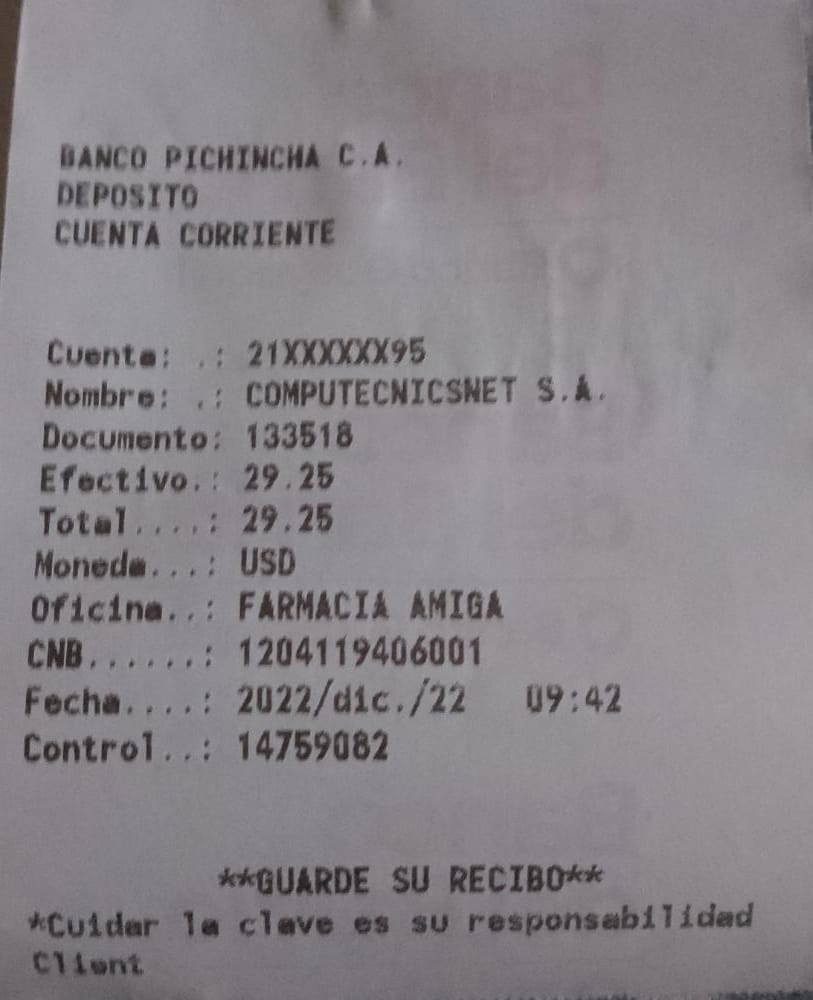 BANCO PICHINCHA C.A.
DEPOSITO
CUENTA CORRIENTE
Cuenta: .: 21XXXXXX95
Nombre: .: COMPUTECNICSNET S.A.
Documento: 133518
Efectivo.: 29.25
Total....: 29.25
Moneda...: USD
Oficina..: FARMACIA AMIGA
CNB......: 1204119406001
Fecha....: 2022/dic./22 09:42
Control..: 14759082
**GUARDE SU RECIBO**
*Cuidar la clave es su responsabilidad
Client